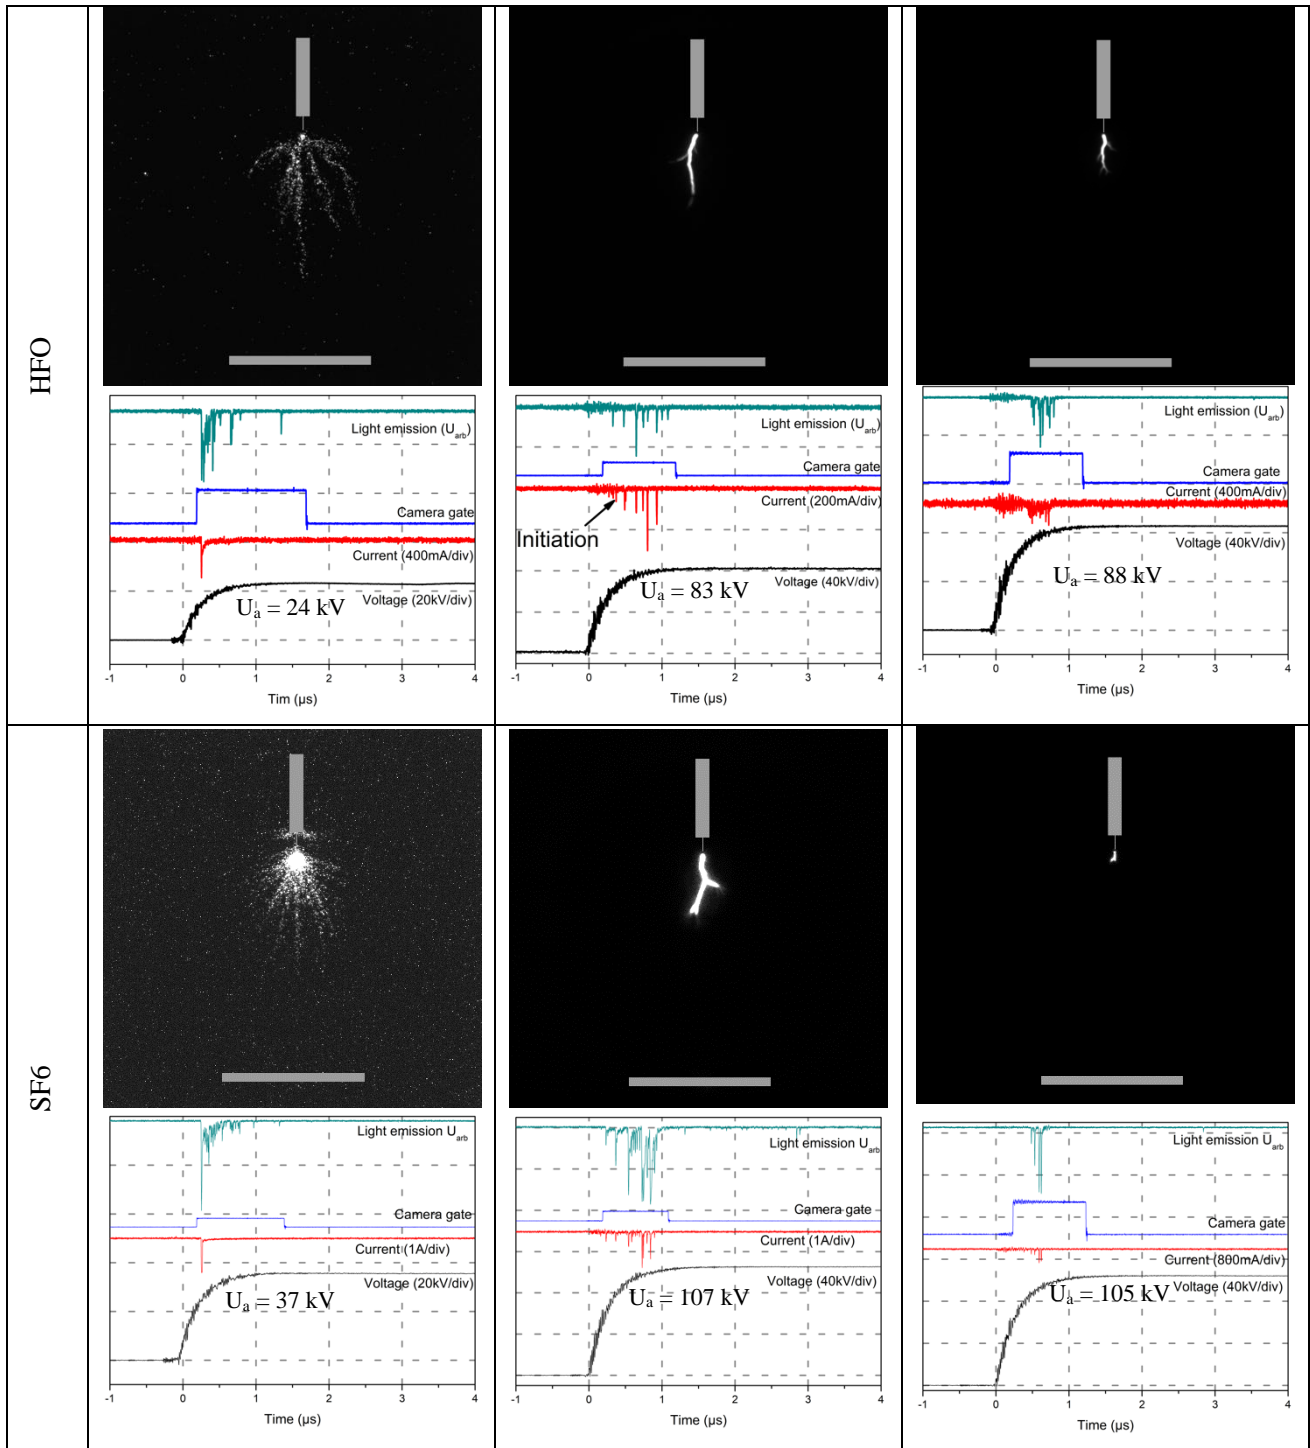 HFO
Light emission (Uarb)
Camera gate
Current (400mA/div)
Voltage (20kV/div)
Ua = 24 kV
-1 0 1 2 3 4
Tim (µs)
Light emission (Uarb)
Camera gate
Current (200mA/div)
Initiation
Voltage (40kV/div)
Ua = 83 kV
-1 0 1 2 3 4
Time (µs)
Light emission (Uarb)
Camera gate
Current (400mA/div)
Voltage (40kV/div)
Ua = 88 kV
-1 0 1 2 3 4
Time (µs)
SF6
Light emission Uarb
Camera gate
Current (1A/div)
Voltage (20kV/div)
Ua = 37 kV
-1 0 1 2 3 4
Time (µs)
Light emission Uarb
Camera gate
Current (1A/div)
Voltage (40kV/div)
Ua = 107 kV
-1 0 1 2 3 4
Time (µs)
Light emission Uarb
Camera gate
Current (800mA/div)
Voltage (40kV/div)
Ua = 105 kV
-1 0 1 2 3 4
Time (µs)